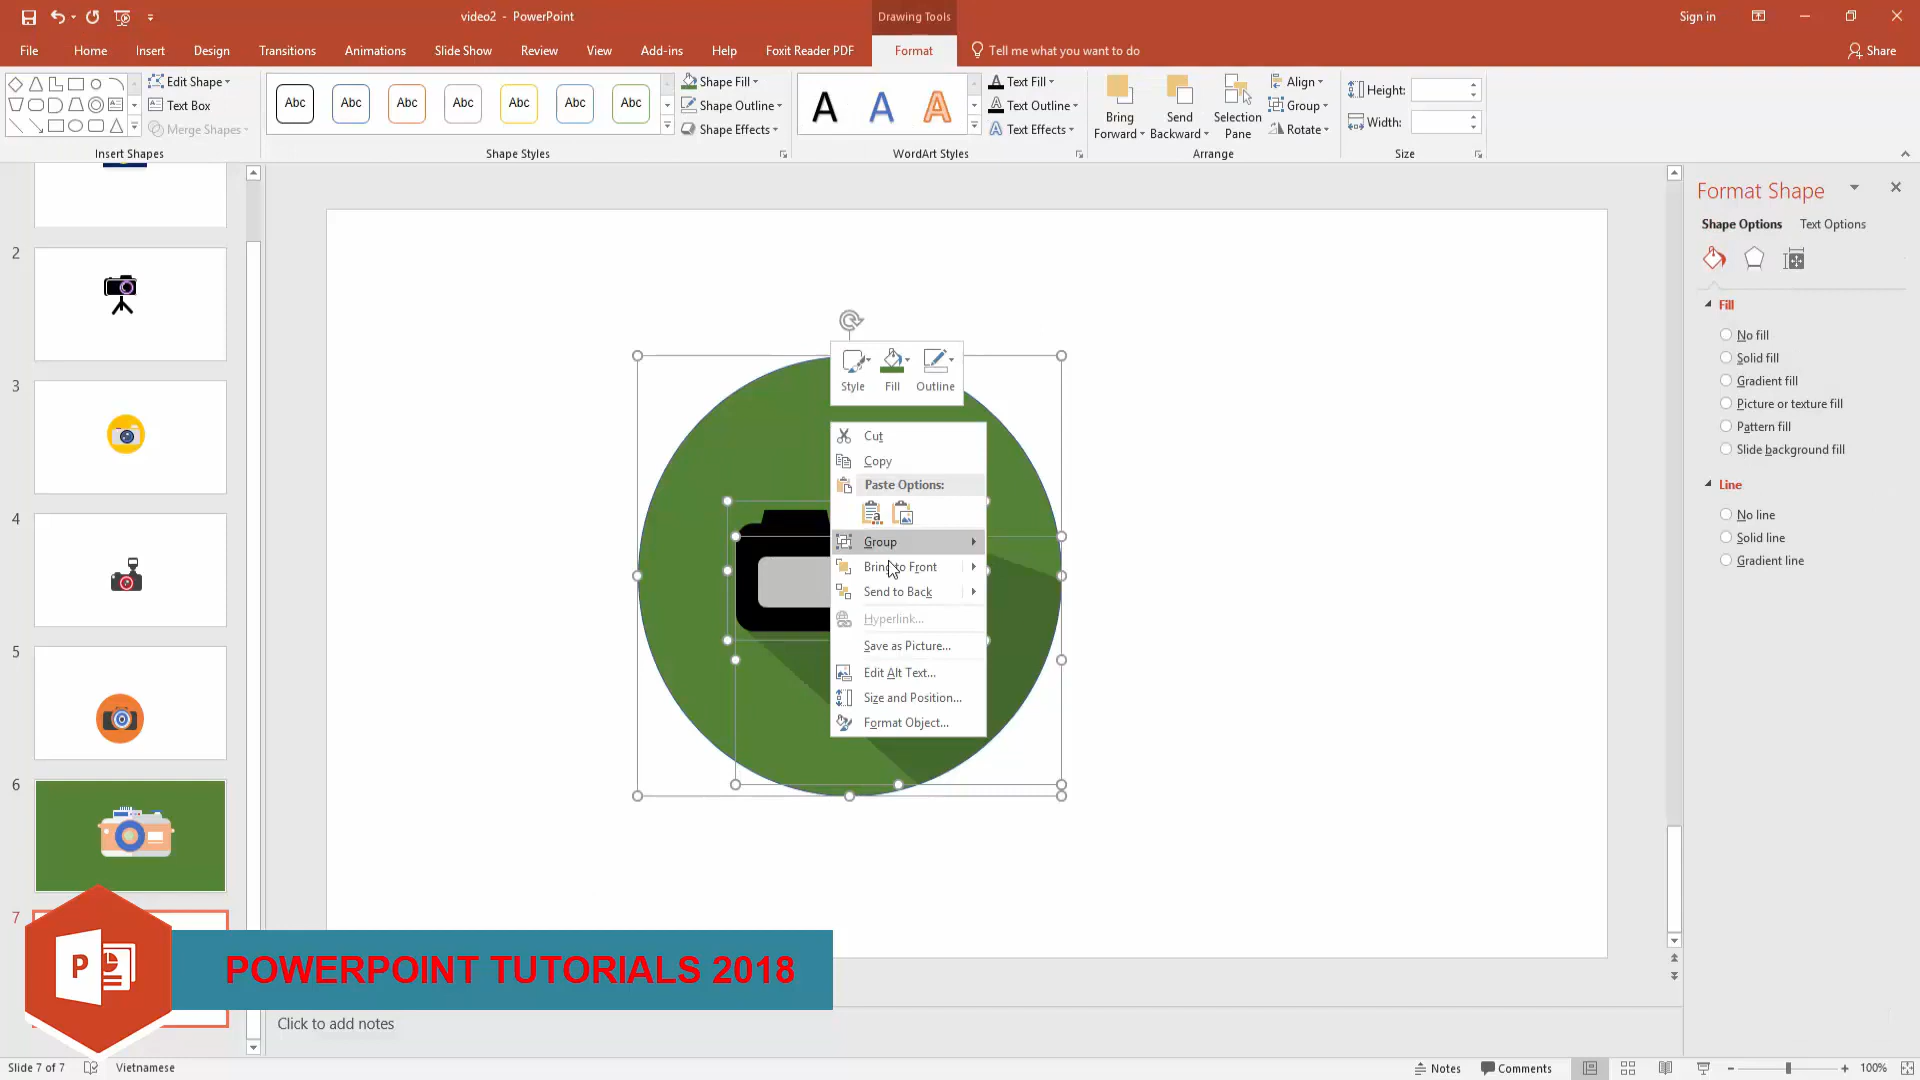 video2 - PowerPoint
Drawing Tools
Sign in
File Home Insert Design Transitions Animations Slide Show Review View Add-ins Help Foxit Reader PDF Format Tell me what you want to do Share
Edit Shape
Text Box
Merge Shapes
Insert Shapes
Abc Abc Abc Abc Abc Abc Abc
Shape Fill
Shape Outline
Shape Effects
Shape Styles
A A A
Text Fill
Text Outline
Text Effects
WordArt Styles
Bring Forward
Send Backward
Selection Pane
Align
Group
Rotate
Arrange
Height:
Width:
Size
2
3
4
5
6
7
Style Fill Outline
Cut
Copy
Paste Options:
Group
Bring to Front
Send to Back
Hyperlink...
Save as Picture...
Edit Alt Text...
Size and Position...
Format Object...
Format Shape
Shape Options Text Options
Fill
No fill
Solid fill
Gradient fill
Picture or texture fill
Pattern fill
Slide background fill
Line
No line
Solid line
Gradient line
P
POWERPOINT TUTORIALS 2018
Click to add notes
Slide 7 of 7 Vietnamese Notes Comments 100%